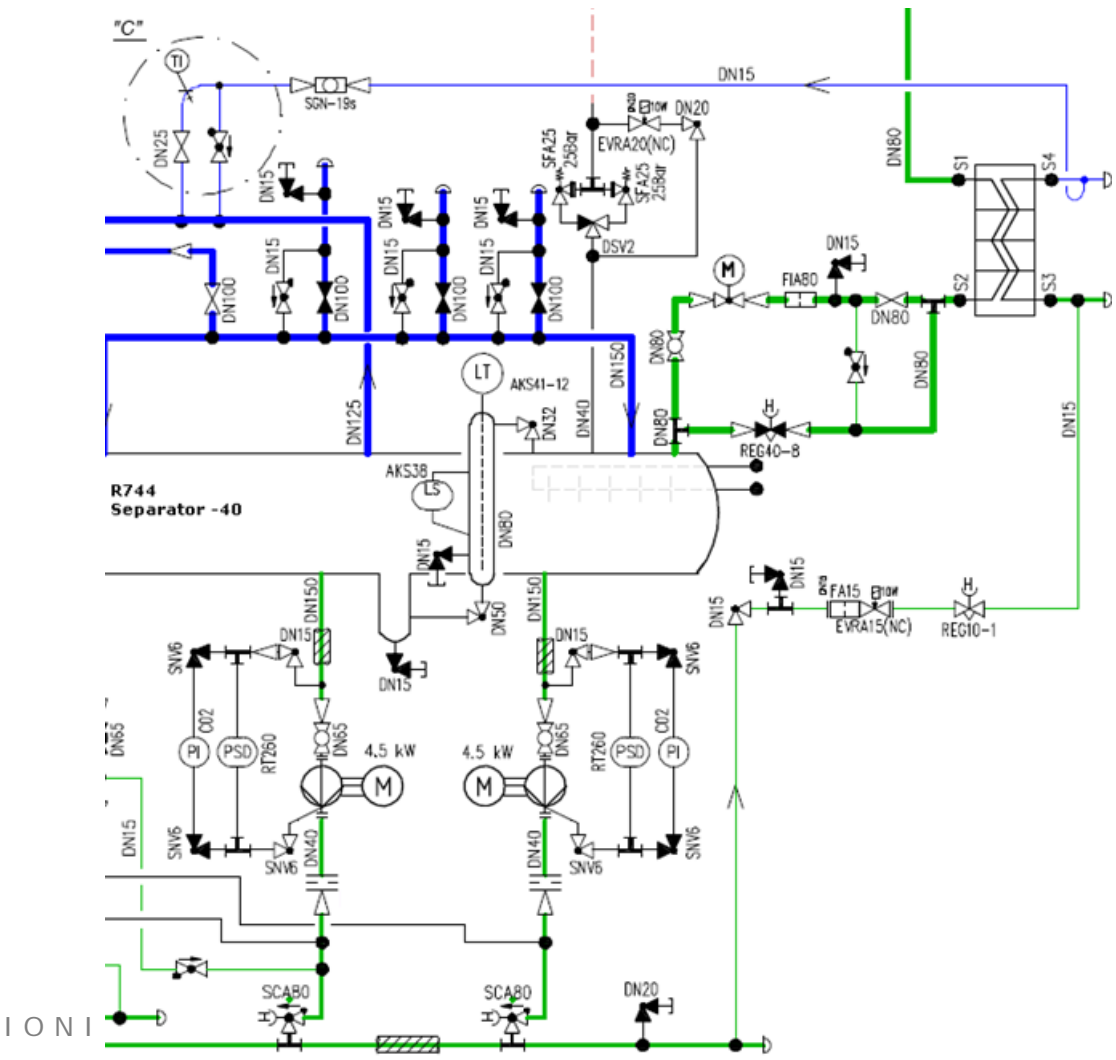 "C"
TI
DN15
SGN-19s
DN25
DN20
10W
DN20
EVRA20(NC)
SFA25
25Bar
SFA25
25Bar
DSV2
DN80
S1
S4
S2
S3
DN15
DN15
DN15
DN15
DN15
DN15
DN100
DN100
DN100
DN100
M
FIA80
DN15
DN80
DN80
DN80
DN150
DN125
LT
AKS41-12
DN32
DN40
DN80
H
REG40-8
DN15
AKS38
LS
R744
Separator -40
DN80
DN15
DN50
DN150
DN150
DN15
DN15
DN15
FA15
10W
EVRA15(NC)
H
REG10-1
DN15
DN15
SNV6
DN15
DN15
SNV6
CO2
PI
PSD
RT260
DN65
4.5 kW
M
4.5 kW
M
DN65
RT260
PSD
PI
CO2
DN65
DN15
SNV6
SNV6
DN40
DN40
SNV6
SNV6
SCA80
SCA80
DN20
I O N I